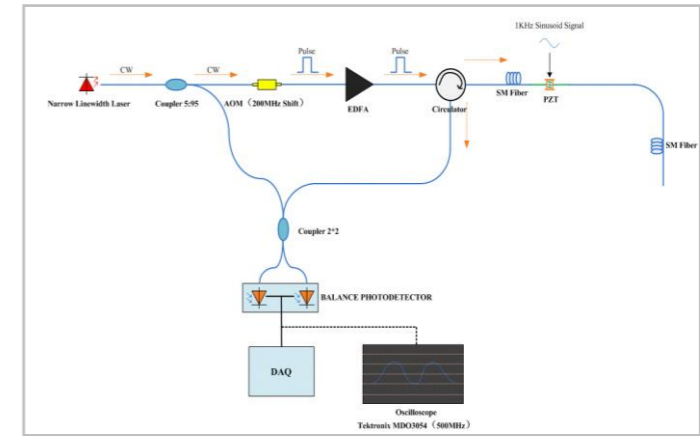 1KHz Sinusoid Signal
Pulse
Pulse
CW
CW
Narrow Linewidth Laser
Coupler 5:95
AOM（200MHz Shift）
EDFA
Circulator
SM Fiber
PZT
SM Fiber
Coupler 2*2
BALANCE PHOTODETECTOR
DAQ
Oscilloscope
Tektronix MDO3054（500MHz）